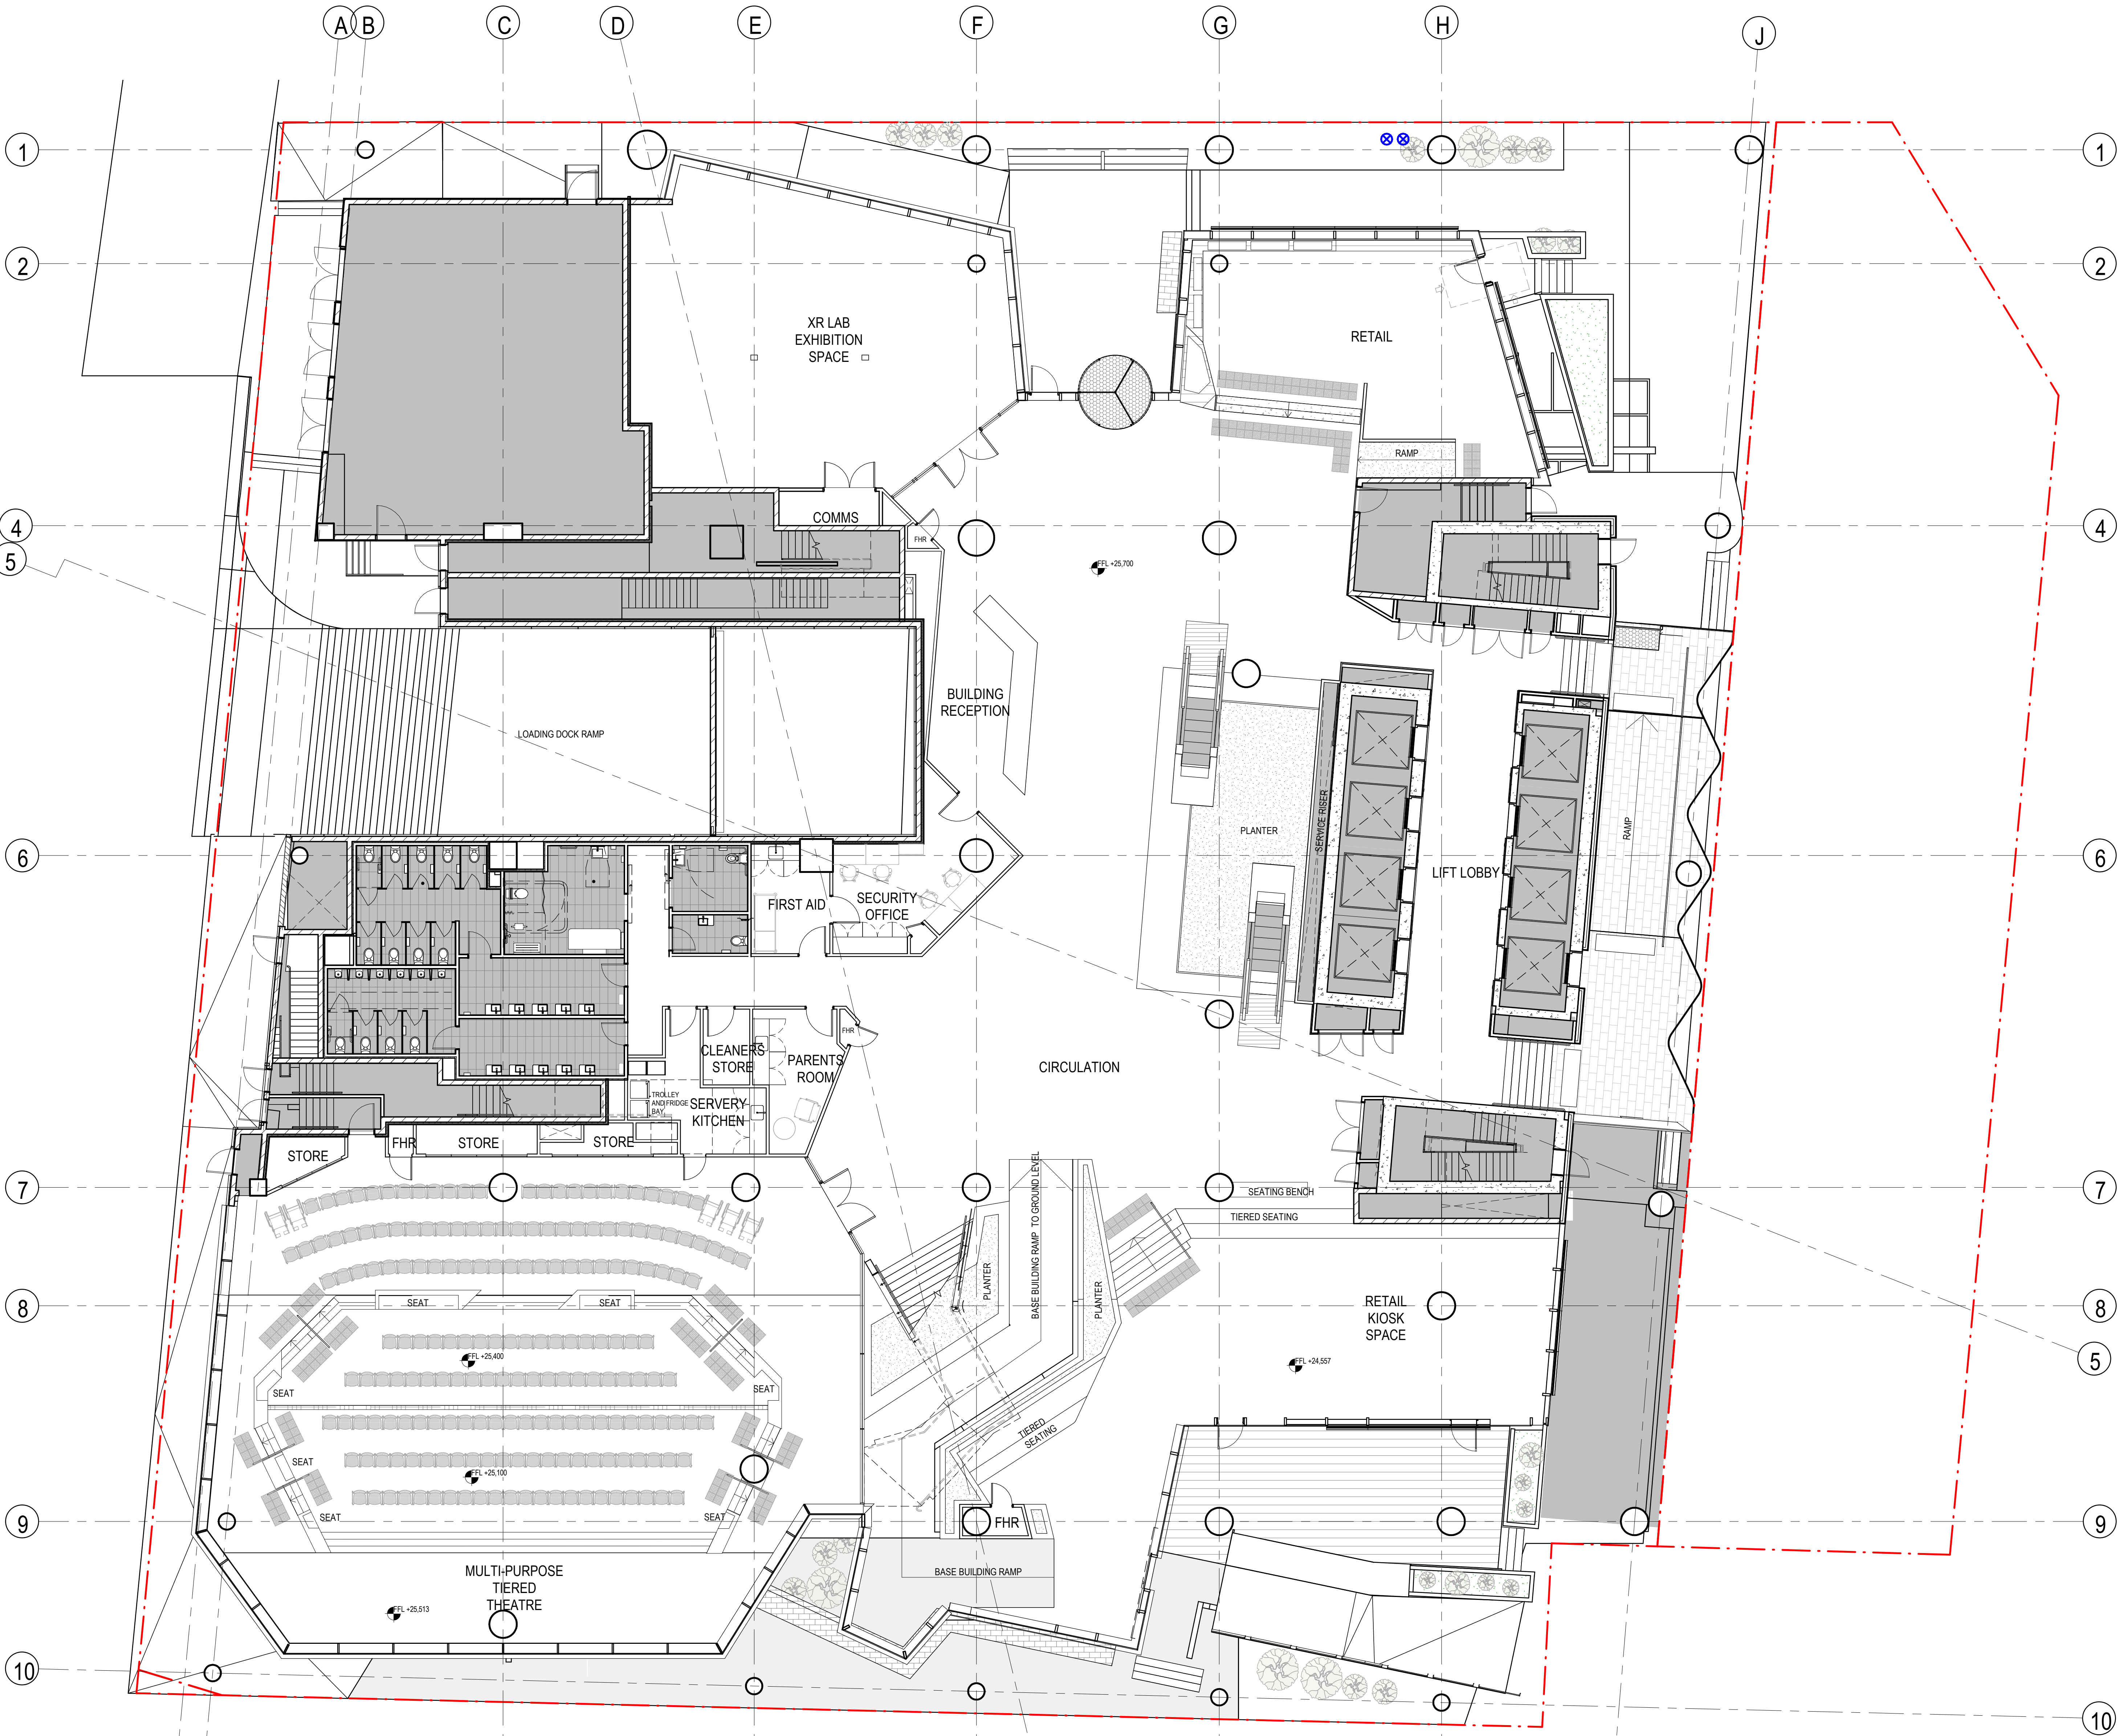 A
B
C
D
E
F
G
H
J
1
1
2
2
XR LAB
EXHIBITION
SPACE
RETAIL
RAMP
COMMS
4
4
FHR
5
FFL +25,700
BUILDING
RECEPTION
LOADING DOCK RAMP
PLANTER
SERVICE RISER
RAMP
6
6
LIFT LOBBY
FIRST AID
SECURITY
OFFICE
FHR
CLEANERS
STORE
PARENTS
ROOM
CIRCULATION
TROLLEY
AND FRIDGE
BAY
SERVERY
KITCHEN
FHR
STORE
STORE
STORE
7
7
SEATING BENCH
TIERED SEATING
BASE BUILDING RAMP TO GROUND LEVEL
PLANTER
PLANTER
8
8
SEAT
SEAT
RETAIL
KIOSK
SPACE
FFL +25,400
FFL +24,557
5
SEAT
SEAT
TIERED
SEATING
SEAT
FFL +25,100
SEAT
SEAT
9
9
FHR
MULTI-PURPOSE
TIERED
THEATRE
BASE BUILDING RAMP
FFL +25,513
10
10